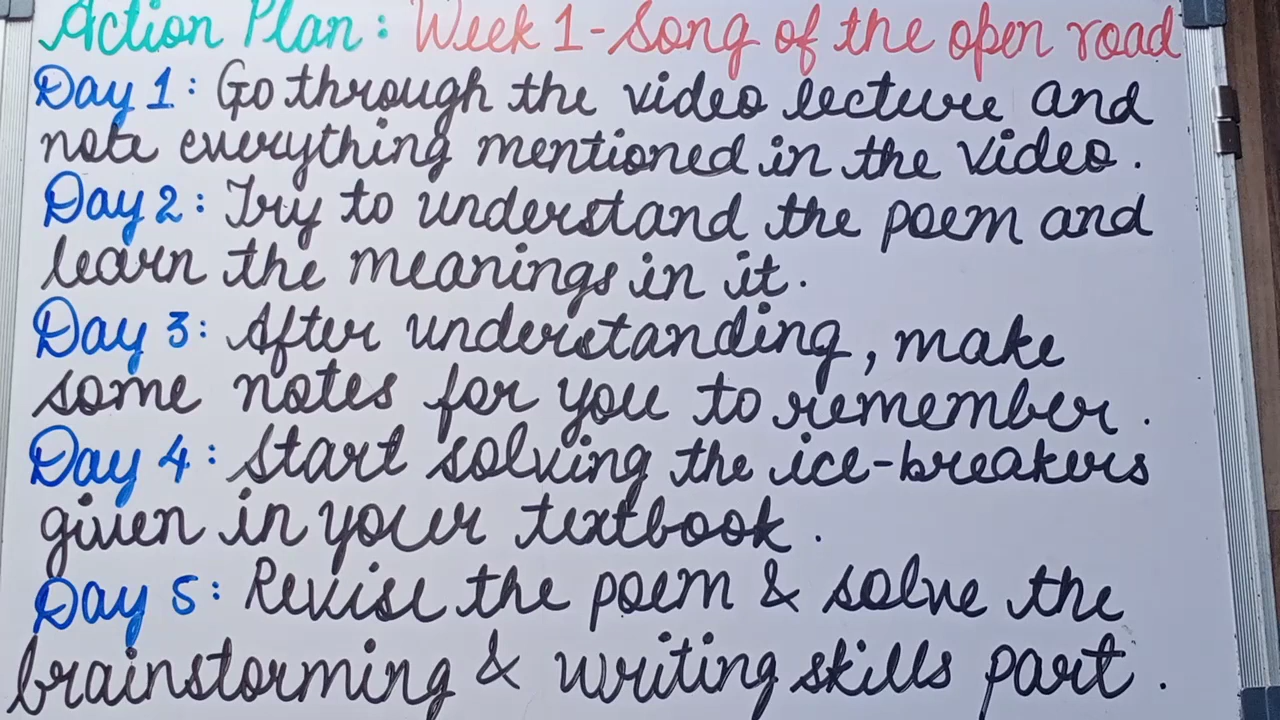 Action Plan: Week 1-Song of the open road
Day 1: Go through the video lecture and
note everything mentioned in the video.
Day 2: Try to understand the poem and
learn the meanings in it.
Day 3: After understanding, make
some notes for you to remember.
Day 4: Start solving the ice-breakers
given in your textbook.
Day 5: Revise the poem & solve the
brainstorming & writing skills part.